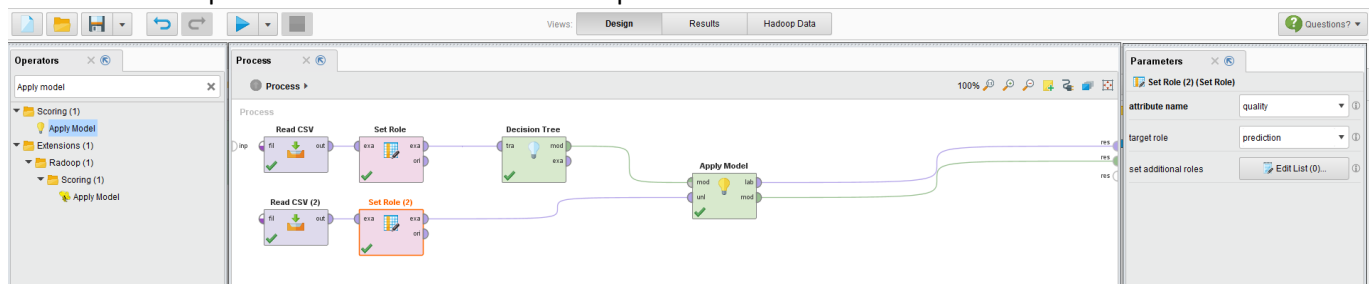 Views: Design Results Hadoop Data Questions?
Operators
Apply model
Scoring (1)
Apply Model
Extensions (1)
Radoop (1)
Scoring (1)
Apply Model
Process
Process
100%
Process
Read CSV
fil out
Set Role
exa exa
ori
Decision Tree
tra mod
exa
Apply Model
mod lab
unl mod
Read CSV (2)
fil out
Set Role (2)
exa exa
ori
inp
res
res
res
Parameters
Set Role (2) (Set Role)
attribute name quality
target role prediction
set additional roles Edit List (0)...